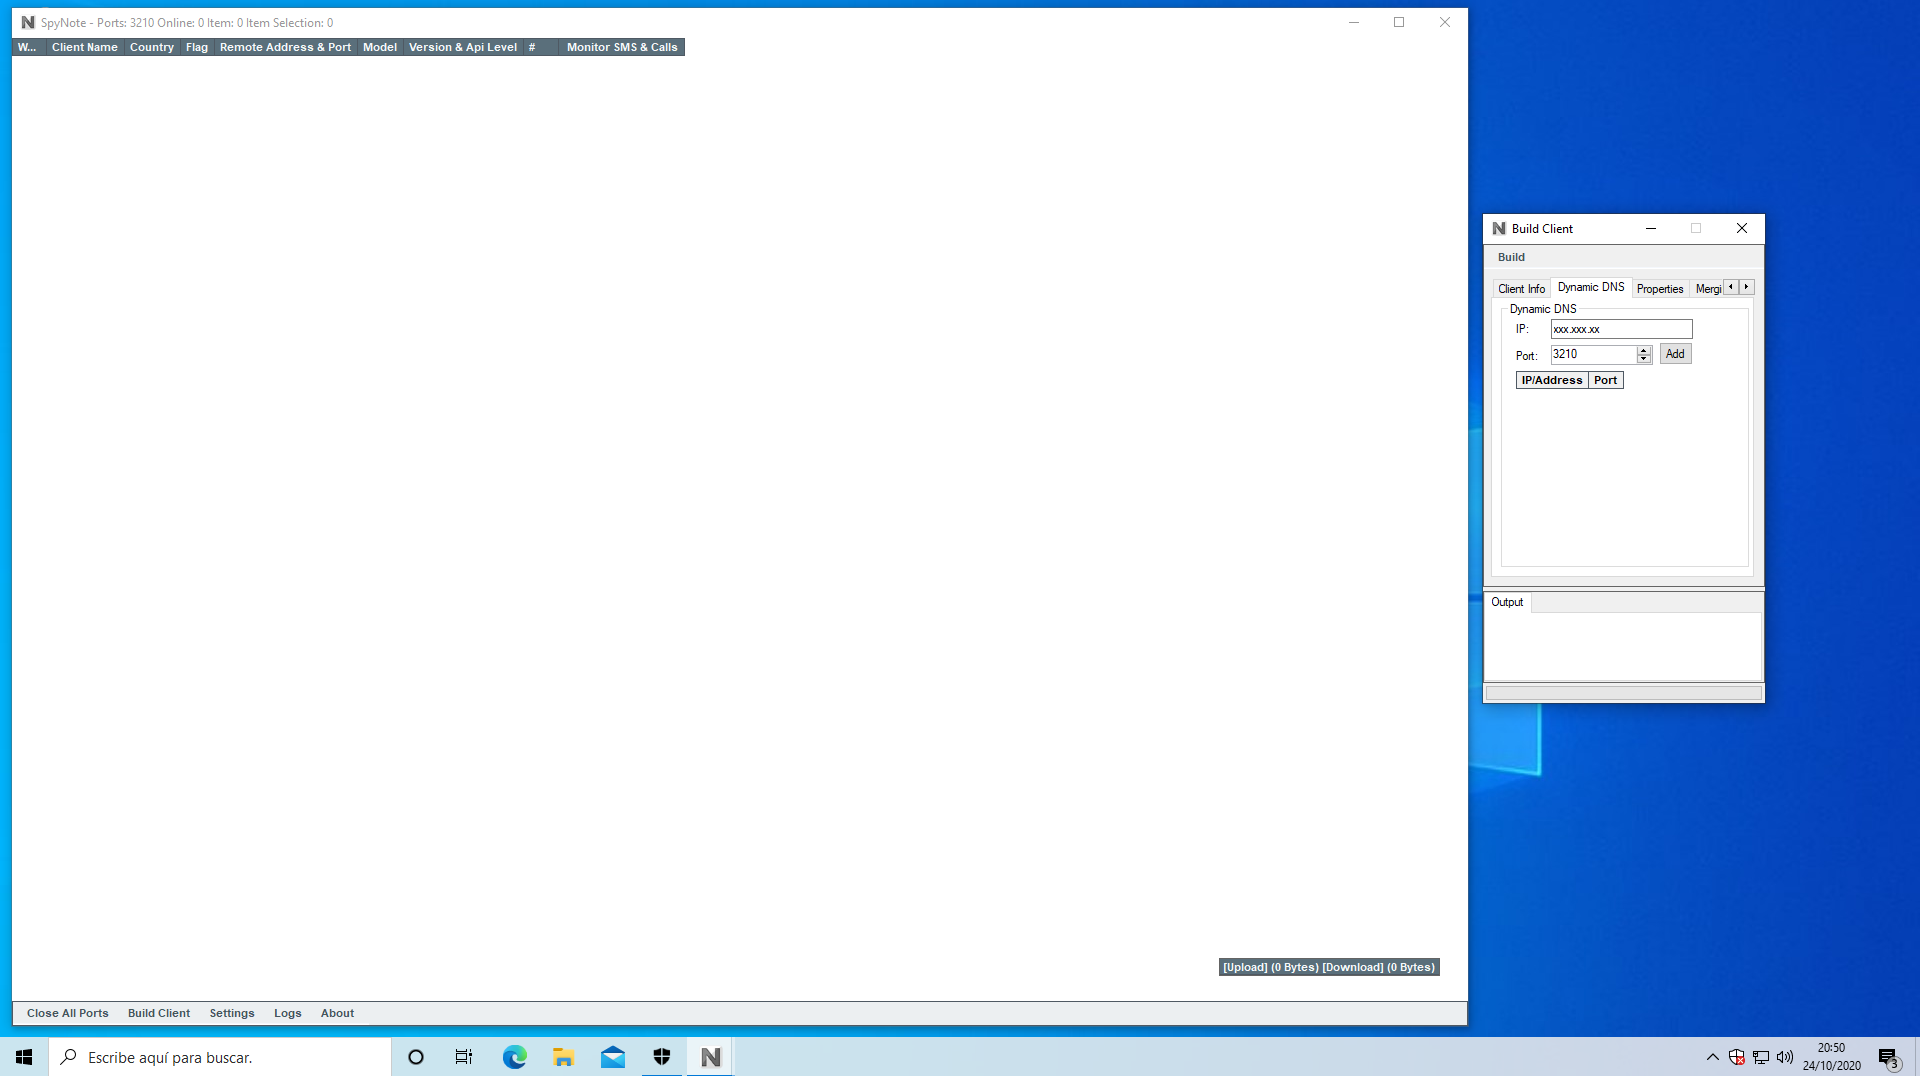 SpyNote - Ports: 3210 Online: 0 Item: 0 Item Selection: 0
W... Client Name Country Flag Remote Address & Port Model Version & Api Level # Monitor SMS & Calls
Build Client
Build
Client Info Dynamic DNS Properties Mergi
Dynamic DNS
IP: xxx.xxx.xx
Port: 3210 Add
IP/Address Port
Output
[Upload] (0 Bytes) [Download] (0 Bytes)
Close All Ports Build Client Settings Logs About
Escribe aquí para buscar.
20:50
24/10/2020
3